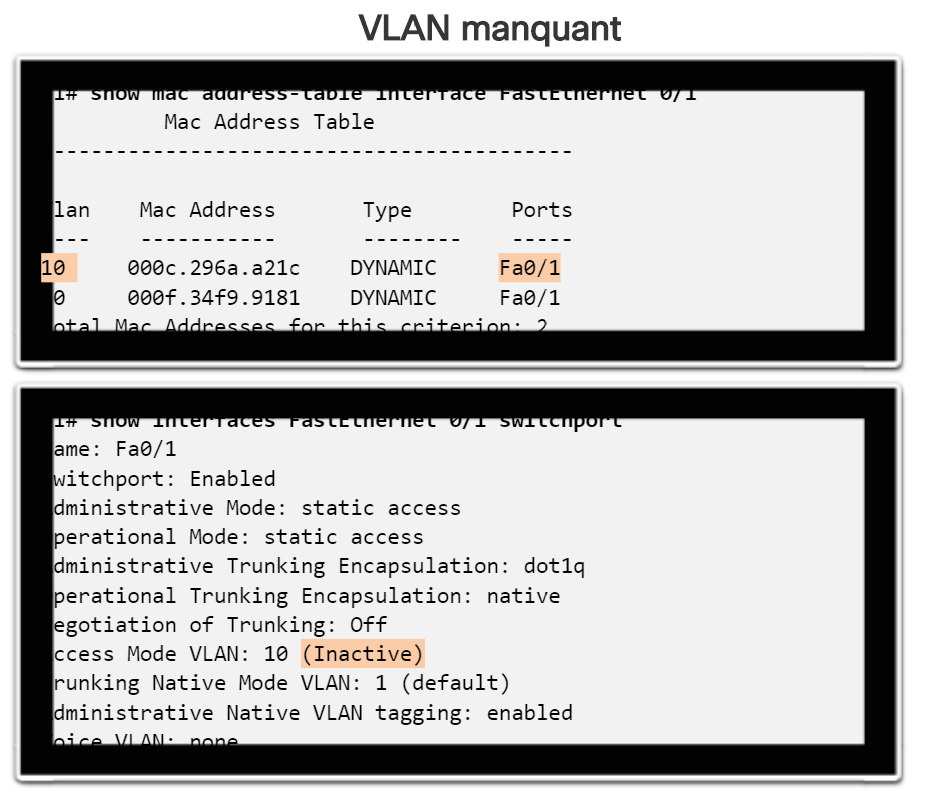 VLAN manquant
1# show mac address-table interface FastEthernet 0/1
Mac Address Table
------------------------------------------
lan Mac Address Type Ports
--- ----------- -------- -----
10 000c.296a.a21c DYNAMIC Fa0/1
0 000f.34f9.9181 DYNAMIC Fa0/1
otal Mac Addresses for this criterion: 2
1# show interfaces FastEthernet 0/1 switchport
ame: Fa0/1
witchport: Enabled
dministrative Mode: static access
perational Mode: static access
dministrative Trunking Encapsulation: dot1q
perational Trunking Encapsulation: native
egotiation of Trunking: Off
ccess Mode VLAN: 10 (Inactive)
runking Native Mode VLAN: 1 (default)
dministrative Native VLAN tagging: enabled
oice VLAN: none